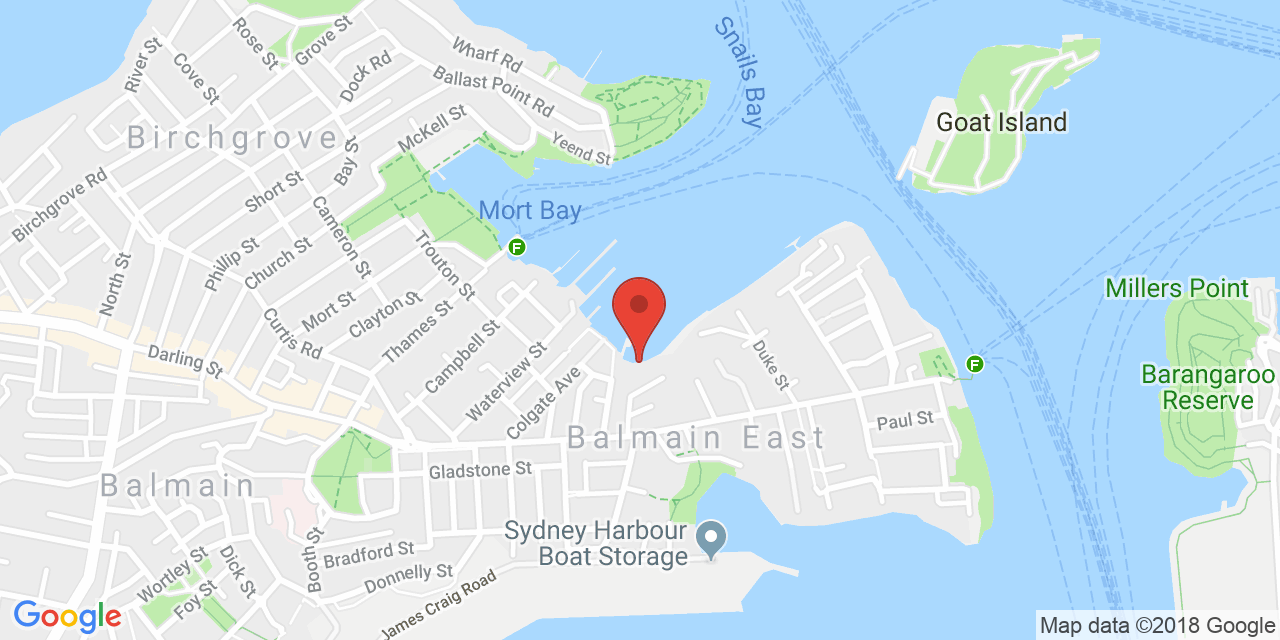 River St
Rose St
Grove St
Cove St
Dock Rd
Wharf Rd
Ballast Point Rd
Yeend St
McKell St
Snails Bay
Goat Island
Birchgrove
Bay St
Birchgrove Rd
Short St
Cameron St
Mort Bay
F
Trouton St
Phillip St
Church St
North St
Mort St
Clayton St
Curtis Rd
Thames St
Campbell St
Waterview St
Colgate Ave
Darling St
Duke St
Millers Point
F
Barangaroo
Reserve
Paul St
Balmain East
Gladstone St
Balmain
Sydney Harbour
Boat Storage
Booth St
Bradford St
Donnelly St
James Craig Road
Wortley St
Dick St
Foy St
Google
Map data ©2018 Google